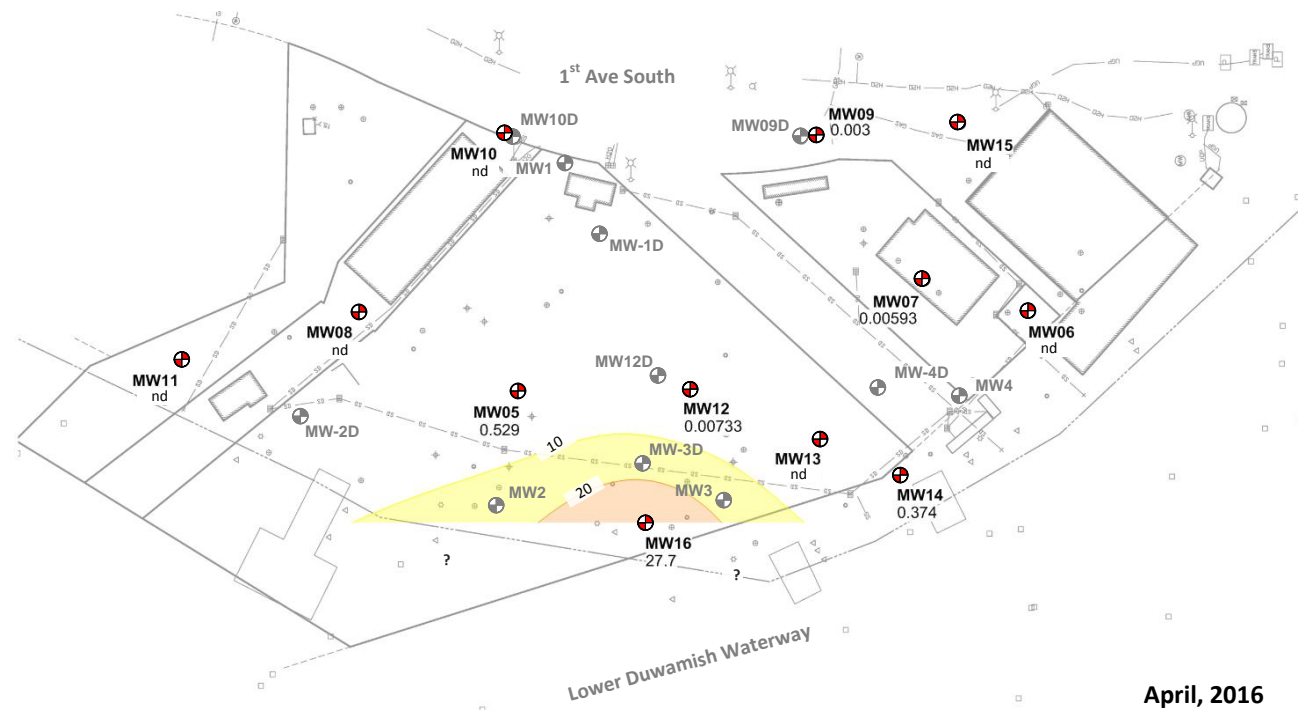 1st Ave South
MW10D
MW10
nd
MW1
MW-1D
MW09D
MW09
0.003
MW15
nd
MW07
0.00593
MW06
nd
MW08
nd
MW11
nd
MW-2D
MW05
0.529
MW12D
MW12
0.00733
MW-4D
MW4
MW13
nd
MW14
0.374
10
MW-3D
20
MW2
MW3
MW16
27.7
?
?
Lower Duwamish Waterway
April, 2016